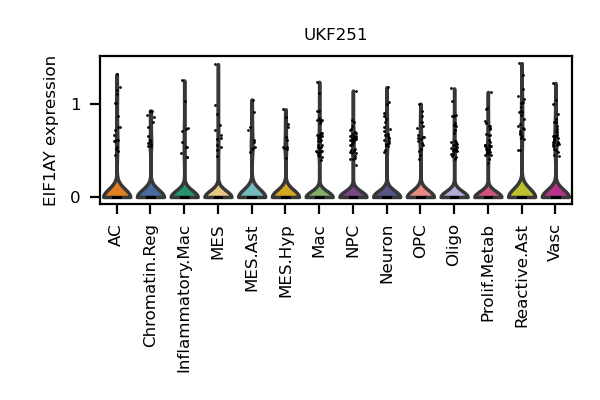 UKF251
EIF1AY expression
1
0
AC
Chromatin.Reg
Inflammatory.Mac
MES
MES.Ast
MES.Hyp
Mac
NPC
Neuron
OPC
Oligo
Prolif.Metab
Reactive.Ast
Vasc